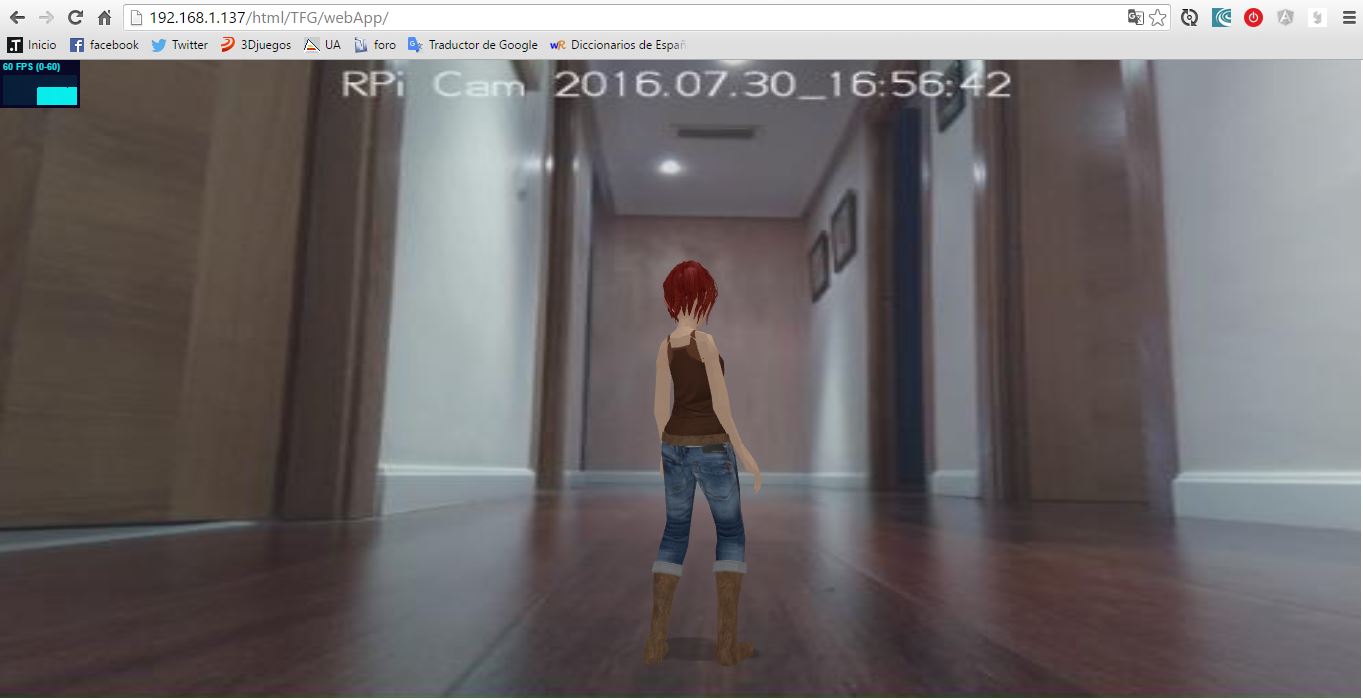 192.168.1.137/html/TFG/webApp/
Inicio facebook Twitter 3Djuegos UA foro Traductor de Google Diccionarios de Españ
60 FPS (0-60)
RPi Cam 2016.07.30_16:56:42